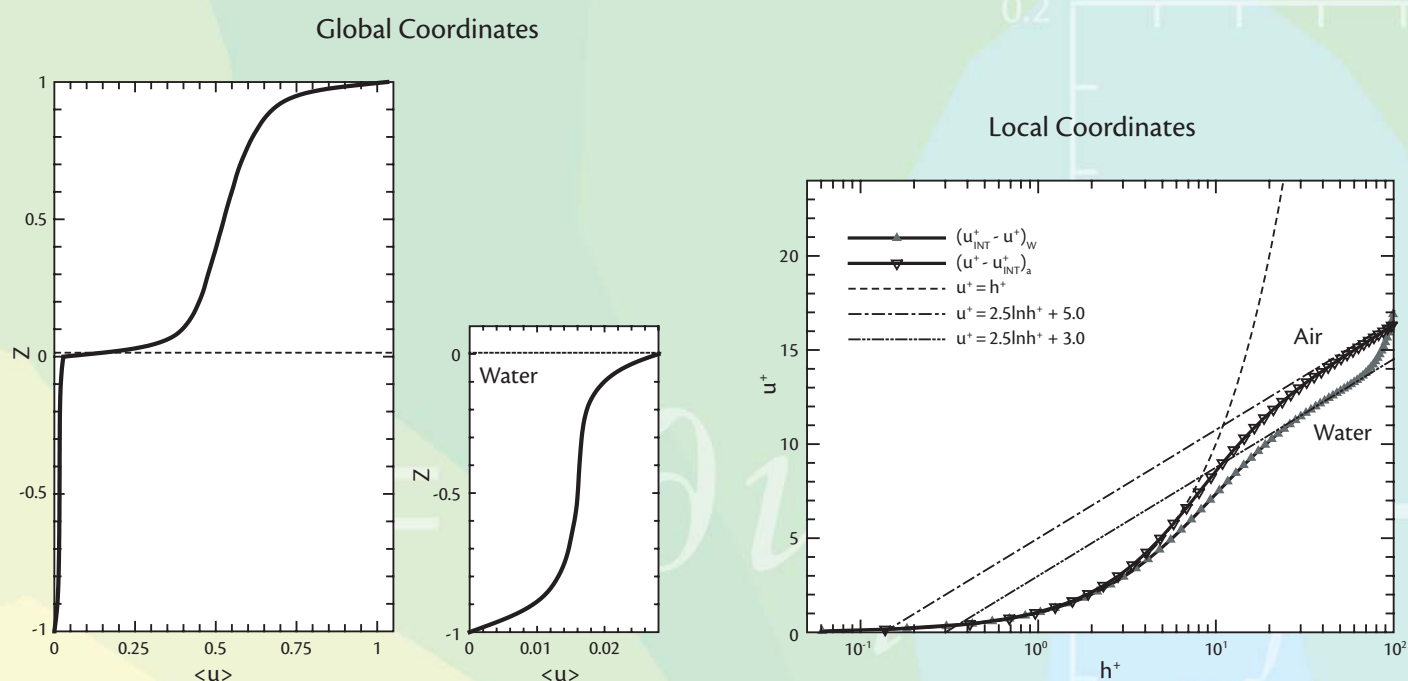 Global Coordinates
1
0.5
Z
0
-0.5
-1
0 0.25 0.5 0.75 1
<u>
0
Water
Z
-0.5
-1
0 0.01 0.02
<u>
0.2
Local Coordinates
(u⁺INT - u⁺)W
(u⁺ - u⁺INT)a
u⁺ = h⁺
u⁺ = 2.5lnh⁺ + 5.0
u⁺ = 2.5lnh⁺ + 3.0
20
Air
15
u⁺
10
Water
5
0
10⁻¹ 10⁰ 10¹ 10²
h⁺
= ∂u